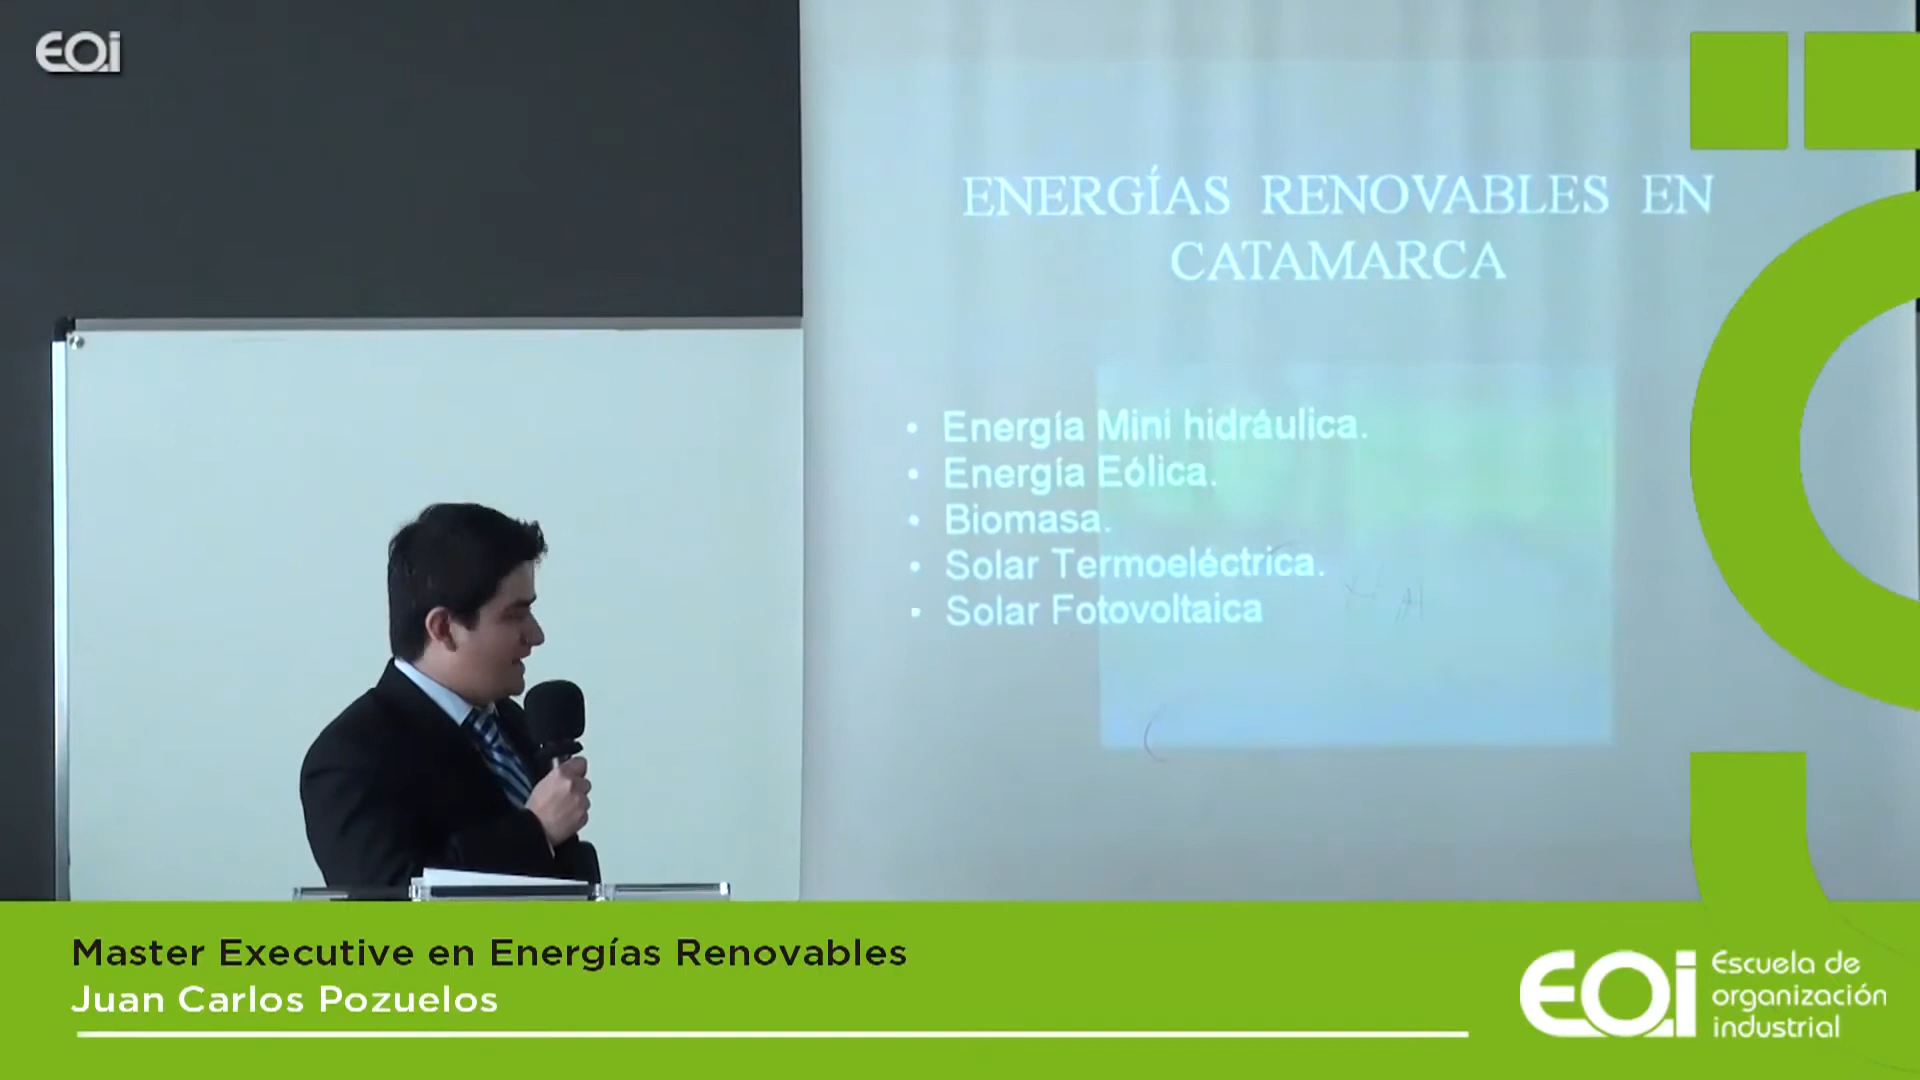 EOi
ENERGÍAS RENOVABLES EN
CATAMARCA
• Energía Mini hidráulica.
• Energía Eólica.
• Biomasa.
• Solar Termoeléctrica.
• Solar Fotovoltaica
Master Executive en Energías Renovables
Juan Carlos Pozuelos
EOi
Escuela de
organización
industrial